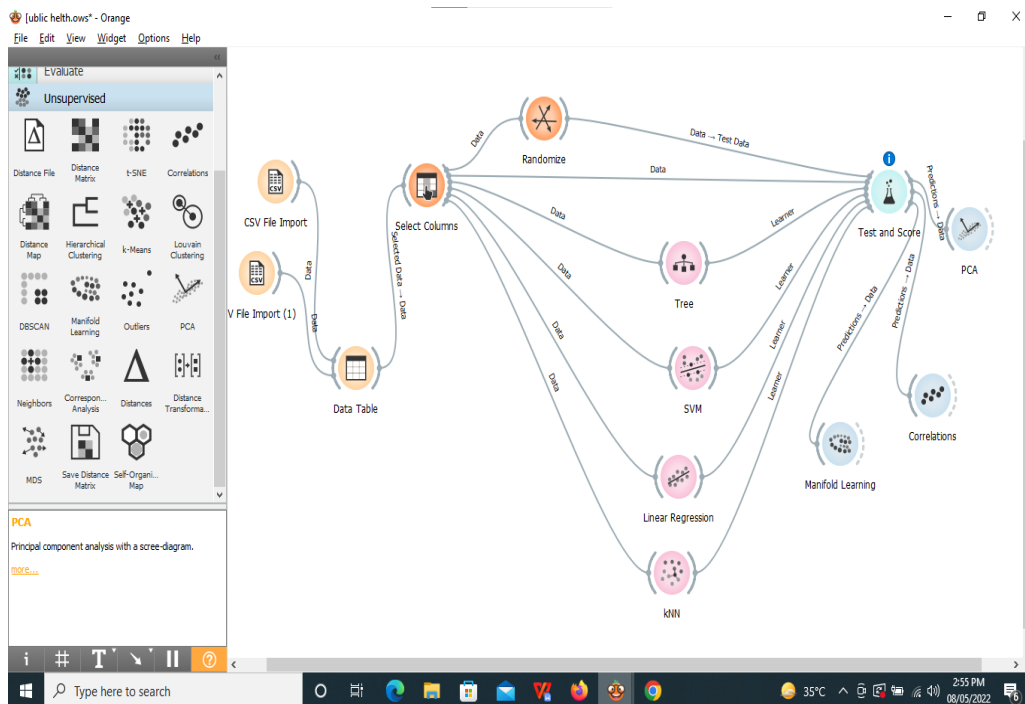 [ublic helth.ows* - Orange
File Edit View Widget Options Help
Evaluate
Unsupervised
Distance File
Distance
Matrix
t-SNE
Correlations
Distance
Map
Hierarchical
Clustering
k-Means
Louvain
Clustering
DBSCAN
Manifold
Learning
Outliers
PCA
Neighbors
Correspon...
Analysis
Distances
Distance
Transforma...
MDS
Save Distance
Matrix
Self-Organi...
Map
PCA
Principal component analysis with a scree-diagram.
more...
CSV File Import
V File Import (1)
Data
Data
Data Table
Selected Data → Data
Select Columns
Data
Randomize
Data → Test Data
Data
Data
Tree
Learner
Data
SVM
Learner
Data
Linear Regression
Learner
Data
kNN
Learner
Test and Score
Predictions → Data
PCA
Predictions → Data
Correlations
Predictions → Data
Manifold Learning
Type here to search
35°C
2:55 PM
08/05/2022
6